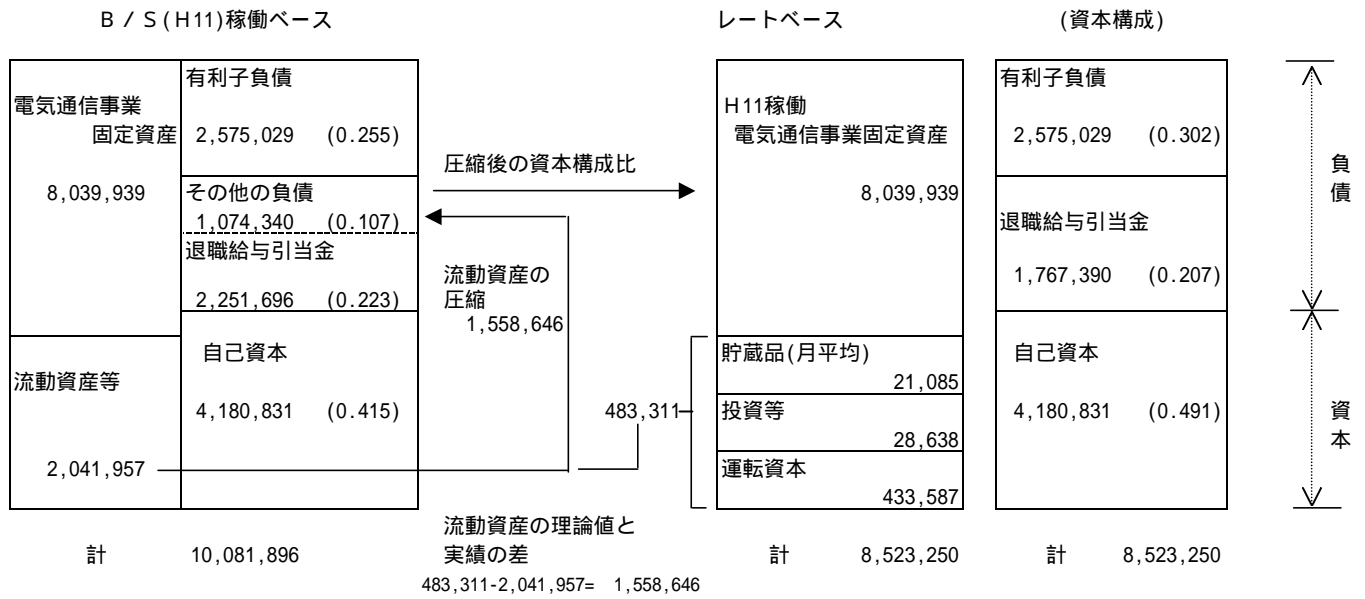 B / S (H11)稼働ベース
レートベース
(資本構成)
電気通信事業
固定資産
8,039,939
有利子負債
2,575,029 (0.255)
その他の負債
1,074,340 (0.107)
退職給与引当金
2,251,696 (0.223)
流動資産等
2,041,957
自己資本
4,180,831 (0.415)
計 10,081,896
圧縮後の資本構成比
流動資産の
圧縮
1,558,646
483,311
流動資産の理論値と
実績の差
483,311-2,041,957= 1,558,646
H11稼働
電気通信事業固定資産
8,039,939
貯蔵品(月平均)
21,085
投資等
28,638
運転資本
433,587
計 8,523,250
有利子負債
2,575,029 (0.302)
退職給与引当金
1,767,390 (0.207)
自己資本
4,180,831 (0.491)
計 8,523,250
負債
資本